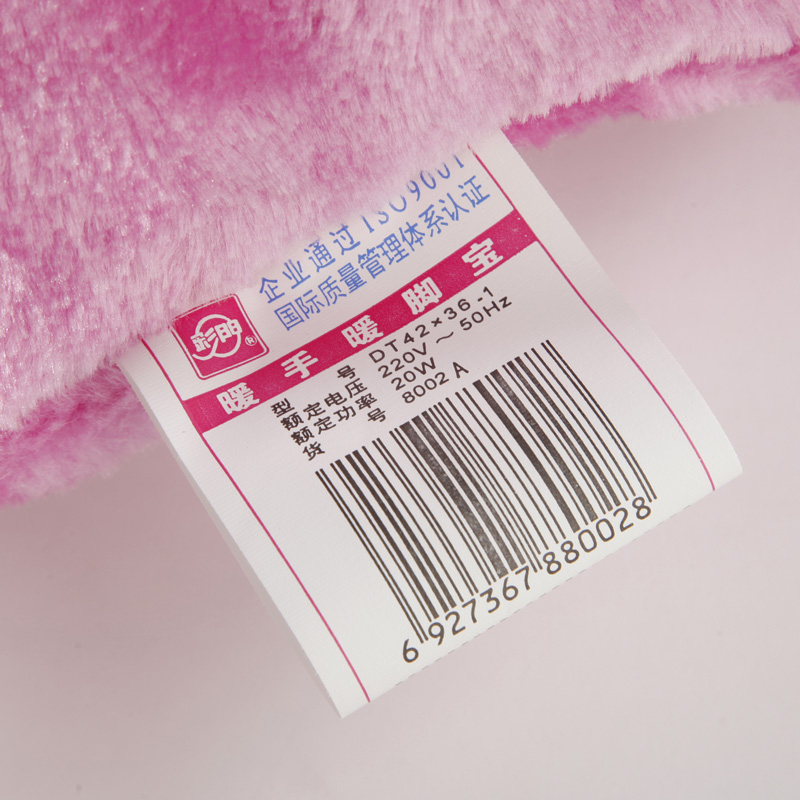 企业通过ISO9001
国际质量管理体系认证
彩阳®
暖手暖脚宝
型号 DT42×36-1
额定电压 220V～50Hz
额定功率 20W
货号 8002A
6 927367 880028